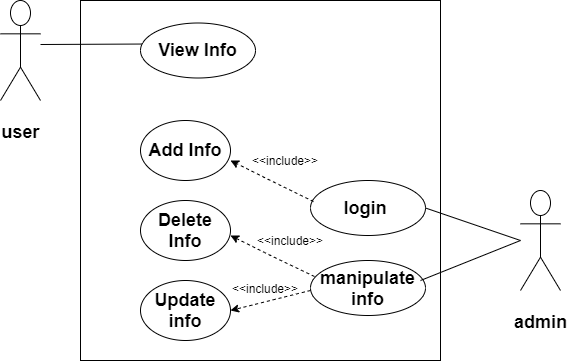 View Info
user
Add Info
<<include>>
login
Delete
Info
<<include>>
manipulate
info
<<include>>
Update
info
admin